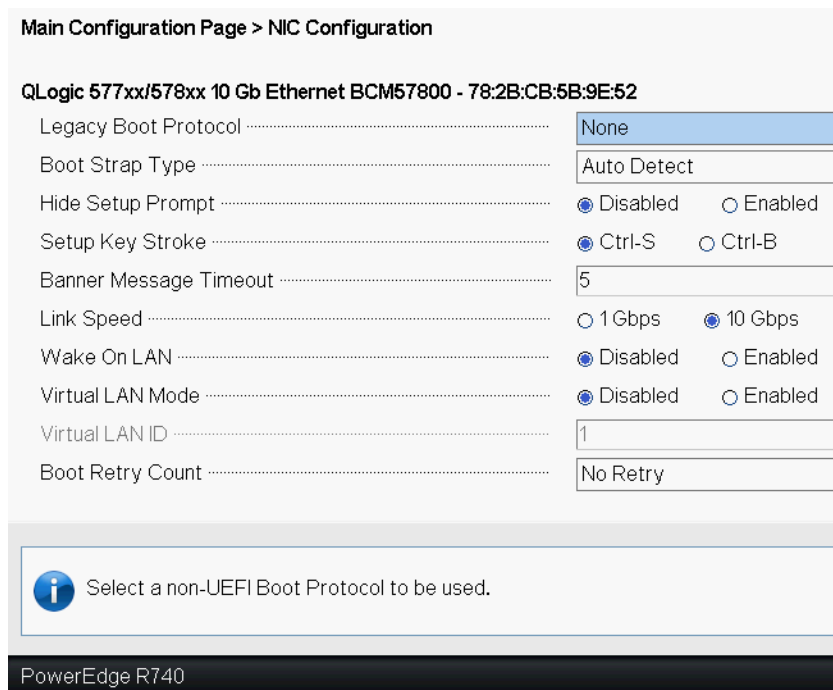 Main Configuration Page > NIC Configuration
QLogic 577xx/578xx 10 Gb Ethernet BCM57800 - 78:2B:CB:5B:9E:52
Legacy Boot Protocol None
Boot Strap Type Auto Detect
Hide Setup Prompt Disabled Enabled
Setup Key Stroke Ctrl-S Ctrl-B
Banner Message Timeout 5
Link Speed 1 Gbps 10 Gbps
Wake On LAN Disabled Enabled
Virtual LAN Mode Disabled Enabled
Virtual LAN ID 1
Boot Retry Count No Retry
Select a non-UEFI Boot Protocol to be used.
PowerEdge R740